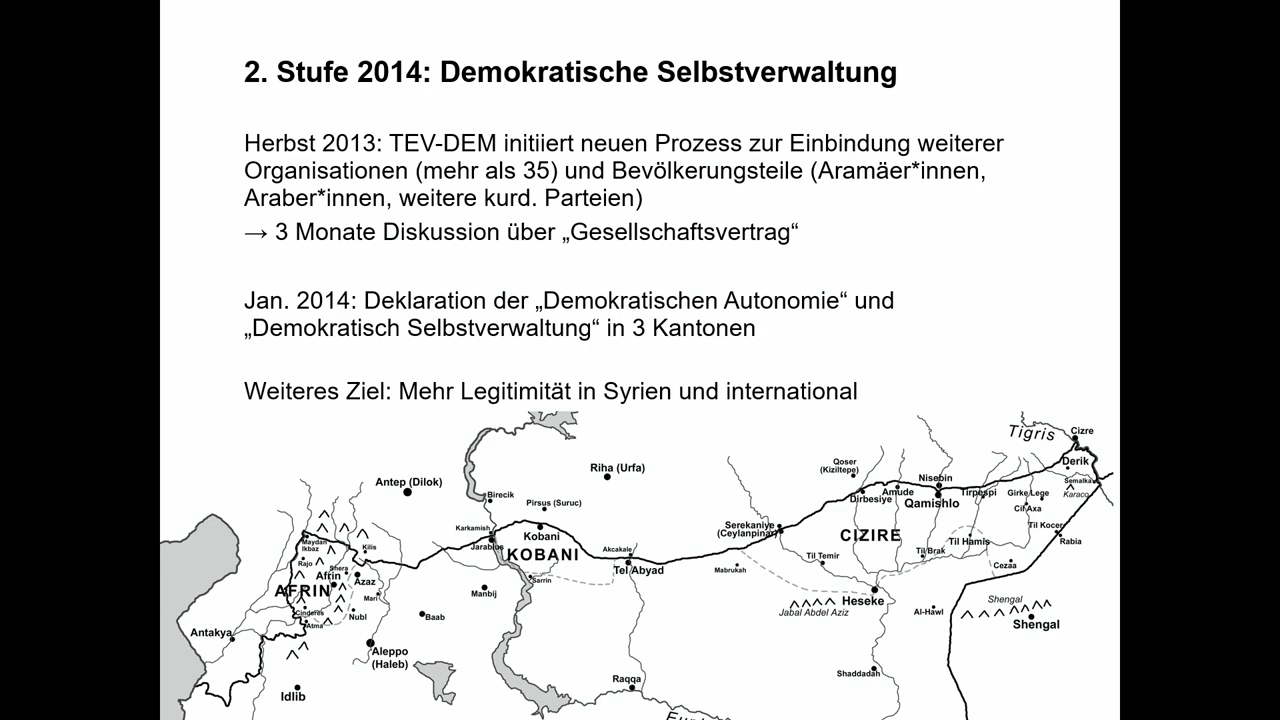 2. Stufe 2014: Demokratische Selbstverwaltung
Herbst 2013: TEV-DEM initiiert neuen Prozess zur Einbindung weiterer
Organisationen (mehr als 35) und Bevölkerungsteile (Aramäer*innen,
Araber*innen, weitere kurd. Parteien)
→ 3 Monate Diskussion über „Gesellschaftsvertrag“
Jan. 2014: Deklaration der „Demokratischen Autonomie“ und
„Demokratisch Selbstverwaltung“ in 3 Kantonen
Weiteres Ziel: Mehr Legitimität in Syrien und international
Tigris
Cizre
Derik
Semalka
Karaco
Qoser
(Kiziltepe)
Riha (Urfa)
Antep (Dilok)
Birecik
Pirsus (Suruc)
Nisebin
Dirbesiye
Amude
Qamishlo
Tirpespi
Girke Lege
Cil Axa
Karkamish
Jarablus
Kobani
KOBANI
Serekaniye
(Ceylanpinar)
CIZIRE
Til Kocer
Rabia
Maydan
Ikbaz
Kilis
Akcakale
Tel Abyad
Til Temir
Til Brak
Til Hamis
Cezaa
Rajo
Shera
Afrin
AFRIN
Azaz
Sarrin
Mabrukah
Mari
Manbij
Heseke
Jabal Abdel Aziz
Al-Hawl
Shengal
Shengal
Cinderes
Atma
Nubl
Baab
Antakya
Aleppo
(Haleb)
Shaddadah
Idlib
Raqqa